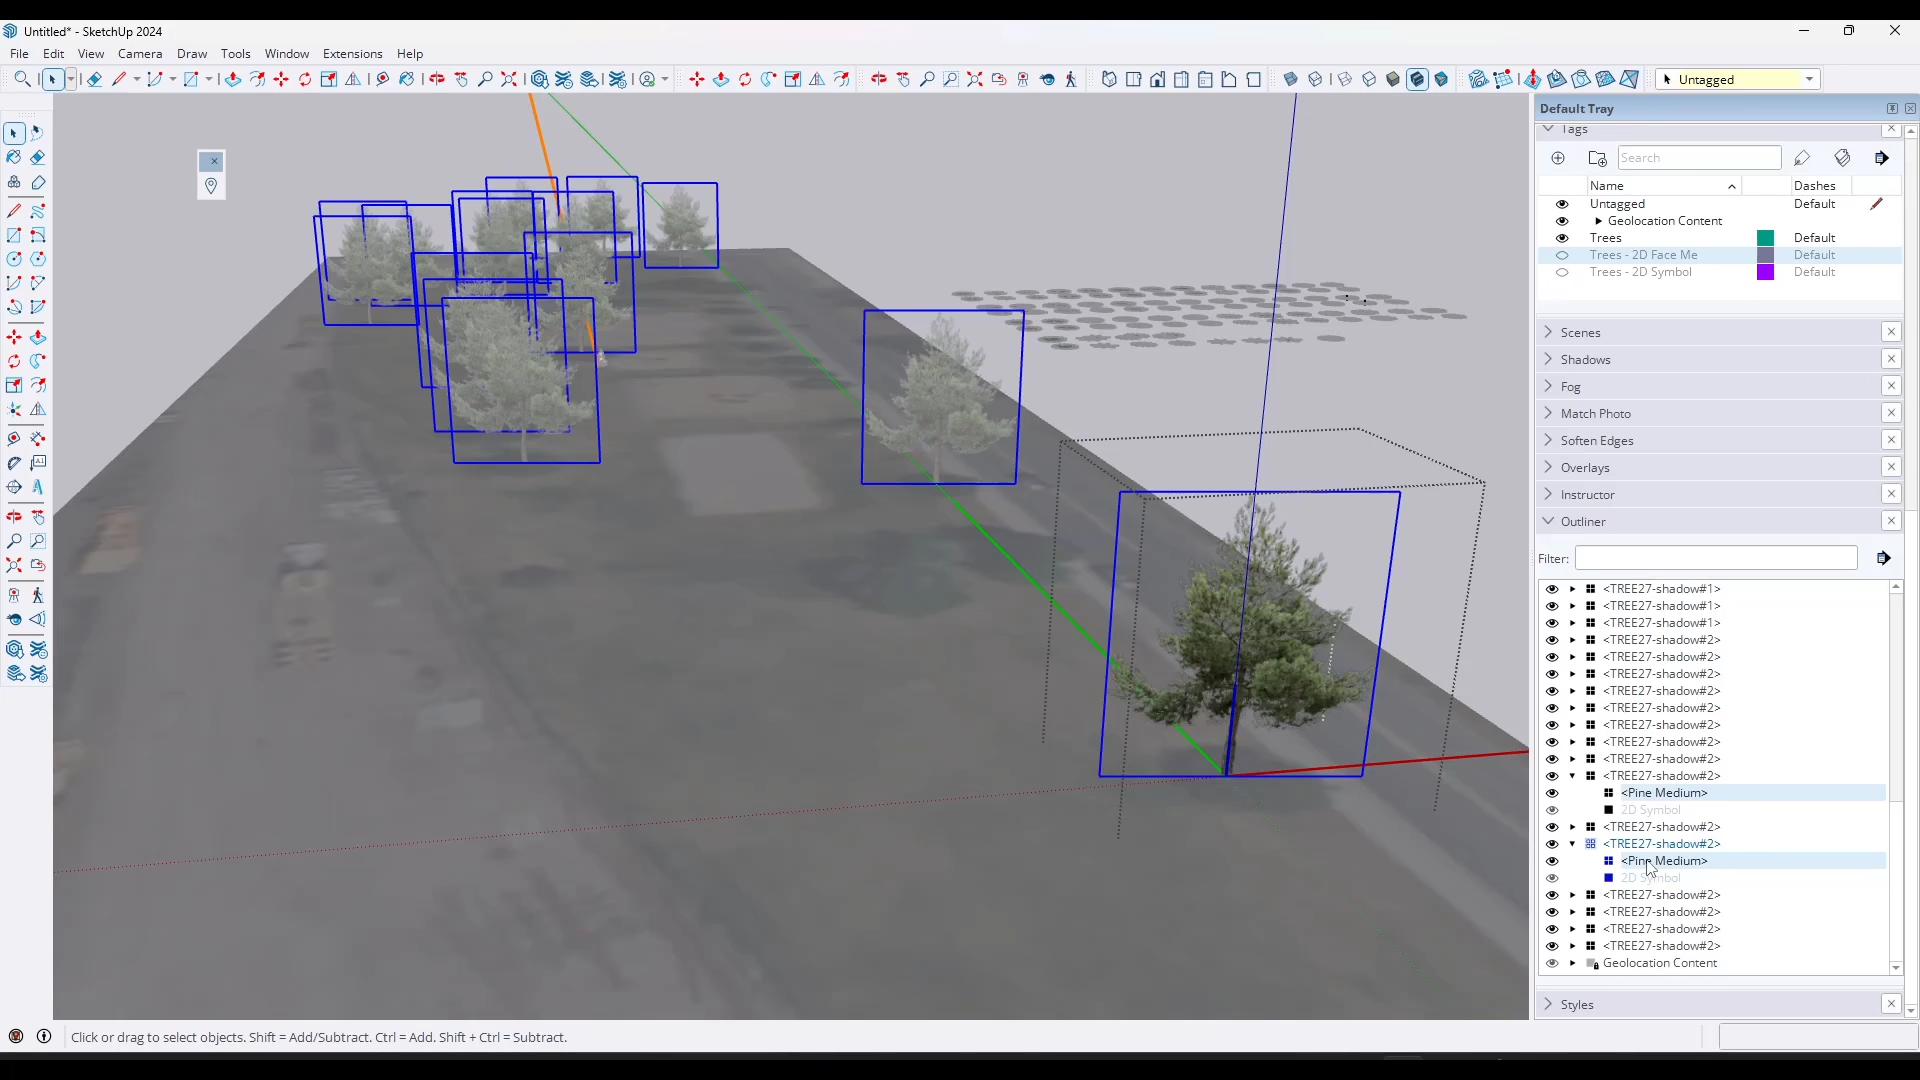 Untitled* - SketchUp 2024
File Edit View Camera Draw Tools Window Extensions Help
Untagged
Default Tray
Tags
Search
Name Dashes
Untagged Default
Geolocation Content
Trees Default
Trees - 2D Face Me Default
Trees - 2D Symbol Default
Scenes
Shadows
Fog
Match Photo
Soften Edges
Overlays
Instructor
Outliner
Filter:
<TREE27-shadow#1>
<TREE27-shadow#1>
<TREE27-shadow#1>
<TREE27-shadow#2>
<TREE27-shadow#2>
<TREE27-shadow#2>
<TREE27-shadow#2>
<TREE27-shadow#2>
<TREE27-shadow#2>
<TREE27-shadow#2>
<TREE27-shadow#2>
<TREE27-shadow#2>
<Pine Medium>
2D Symbol
<TREE27-shadow#2>
<TREE27-shadow#2>
<Pine Medium>
2D Symbol
<TREE27-shadow#2>
<TREE27-shadow#2>
<TREE27-shadow#2>
<TREE27-shadow#2>
Geolocation Content
Styles
Click or drag to select objects. Shift = Add/Subtract. Ctrl = Add. Shift + Ctrl = Subtract.